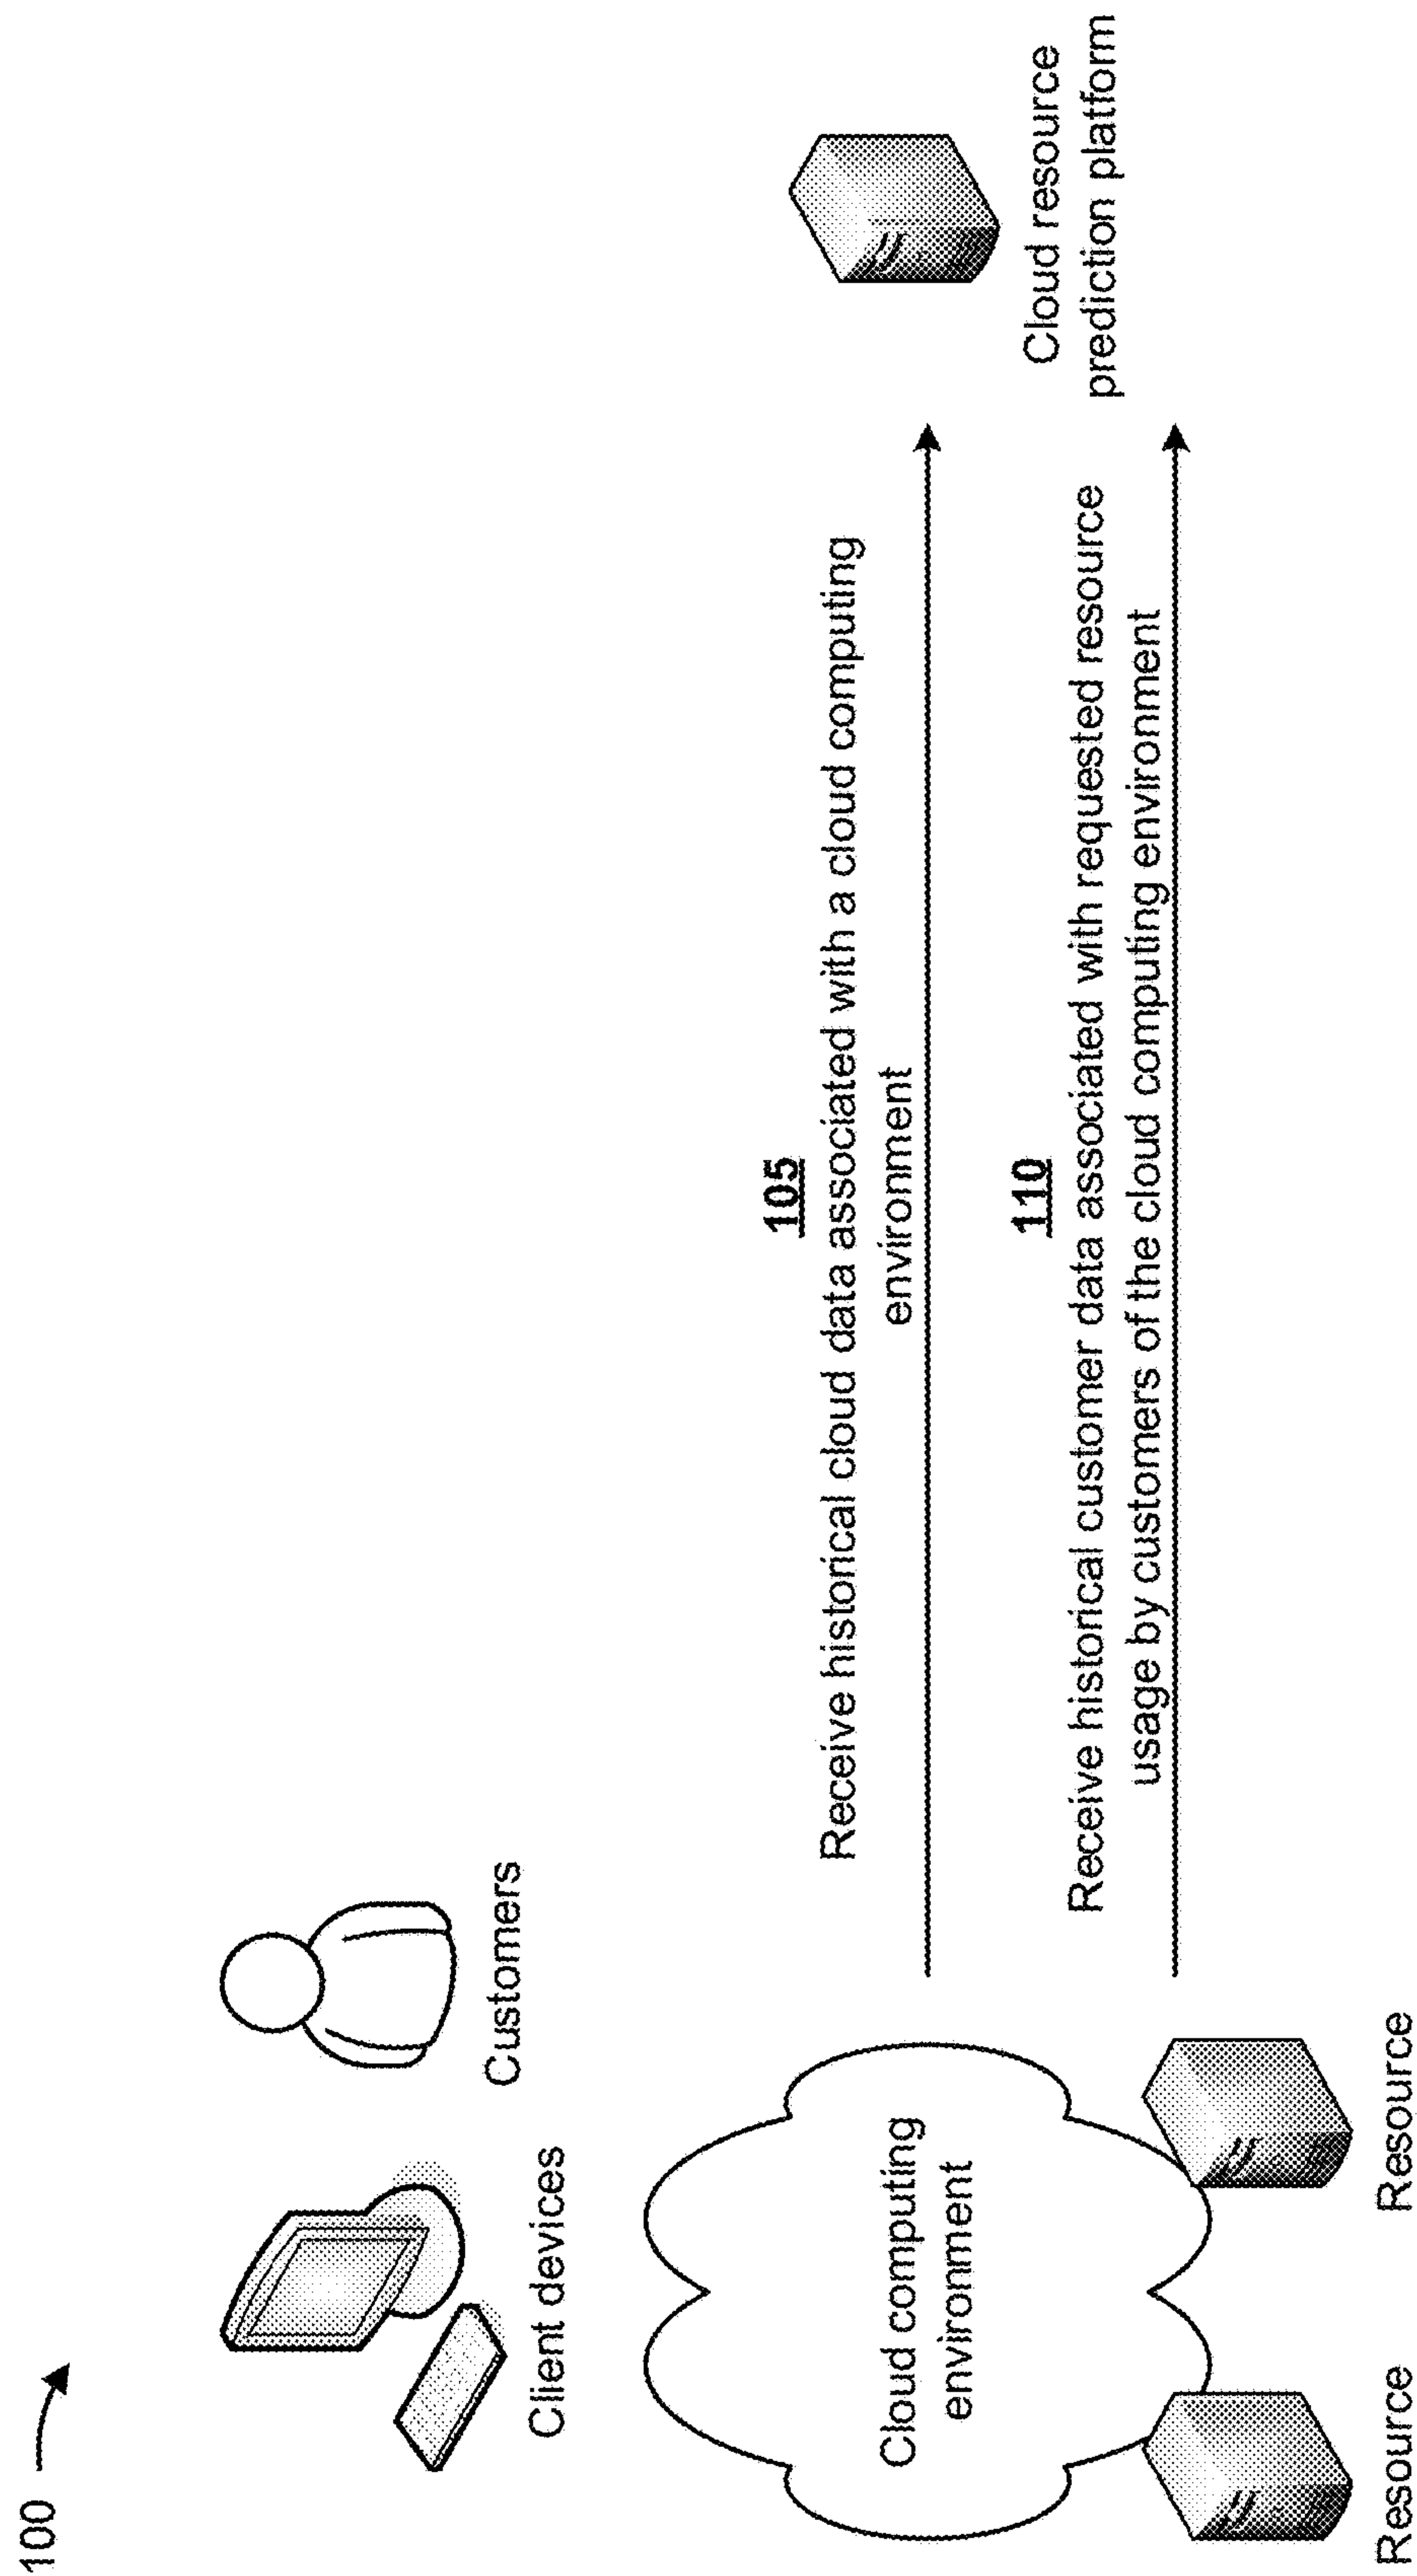 100
Client devices
Customers
Cloud computing
environment
Resource
Resource
105
Receive historical cloud data associated with a cloud computing
environment
110
Receive historical customer data associated with requested resource
usage by customers of the cloud computing environment
Cloud resource
prediction platform